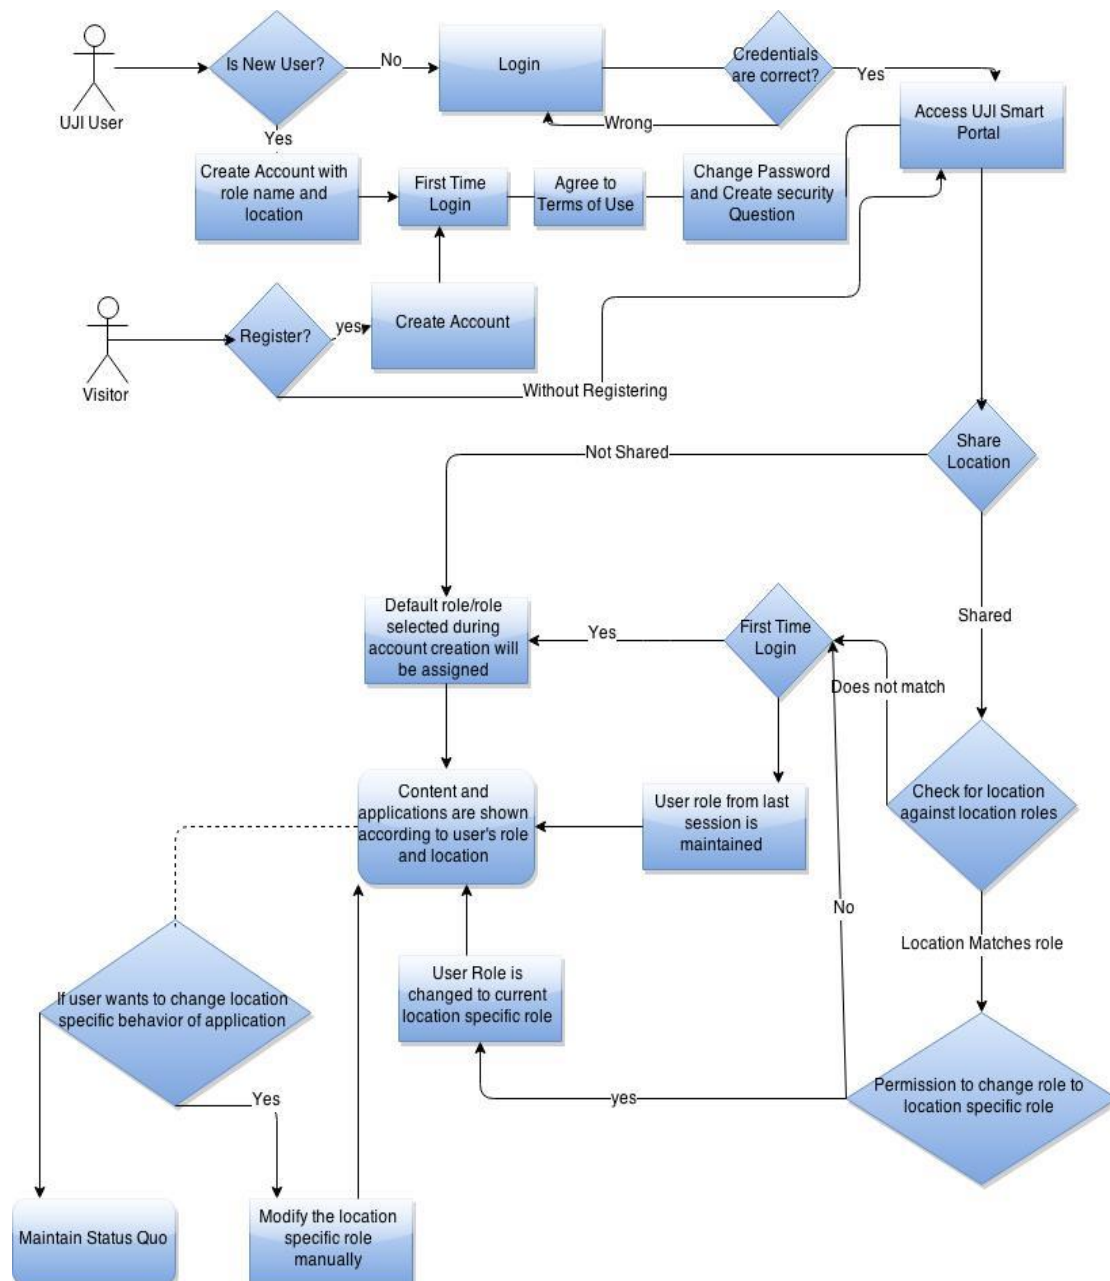 Is New User?
No
Login
Credentials
are correct?
Yes
UJI User
Wrong
Access UJI Smart
Portal
Yes
Create Account with
role name and
location
First Time
Login
Agree to
Terms of Use
Change Password
and Create security
Question
Register?
yes
Create Account
Visitor
Without Registering
Share
Location
Not Shared
Shared
Default role/role
selected during
account creation will
be assigned
Yes
First Time
Login
Does not match
Content and
applications are shown
according to user's role
and location
User role from last
session is
maintained
Check for location
against location roles
No
Location Matches role
If user wants to change location
specific behavior of application
User Role is
changed to current
location specific role
Permission to change role to
location specific role
Yes
yes
Maintain Status Quo
Modify the location
specific role
manually